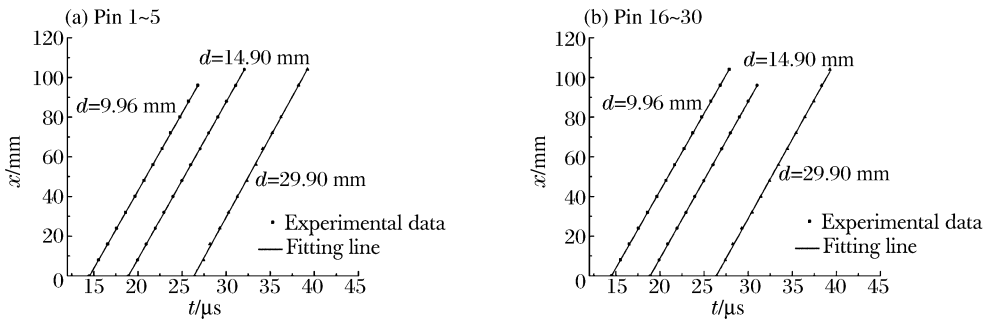 (a) Pin 1~5
120
100
80
60
40
20
0
x/mm
d=14.90 mm
d=9.96 mm
d=29.90 mm
Experimental data
Fitting line
15 20 25 30 35 40 45
t/μs
(b) Pin 16~30
120
100
80
60
40
20
0
x/mm
d=14.90 mm
d=9.96 mm
d=29.90 mm
Experimental data
Fitting line
15 20 25 30 35 40 45
t/μs